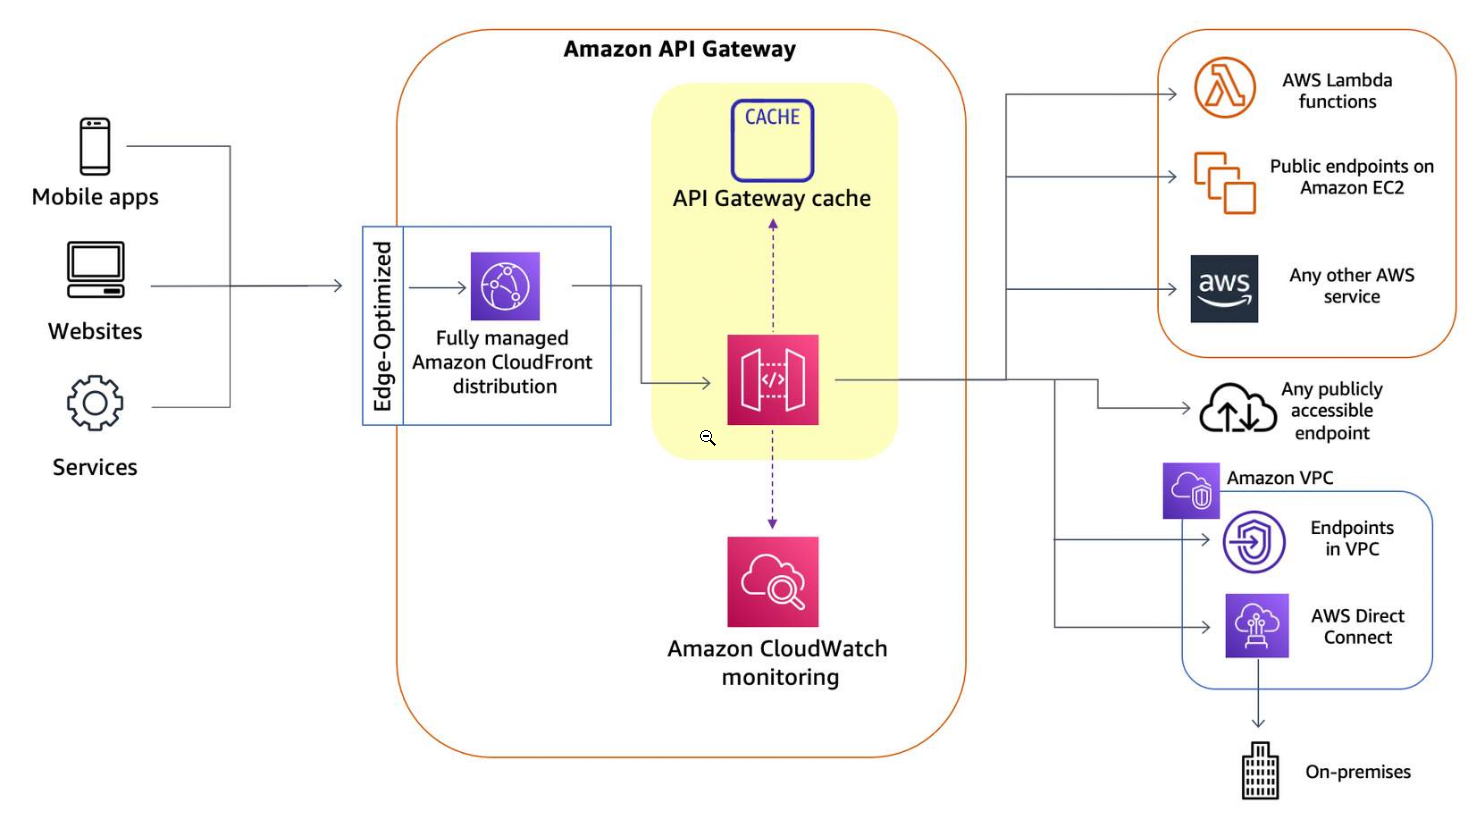 Amazon API Gateway
CACHE
API Gateway cache
Mobile apps
Websites
Services
Edge-Optimized
Fully managed
Amazon CloudFront
distribution
</>
Amazon CloudWatch
monitoring
AWS Lambda
functions
Public endpoints on
Amazon EC2
aws
Any other AWS
service
Any publicly
accessible
endpoint
Amazon VPC
Endpoints
in VPC
AWS Direct
Connect
On-premises